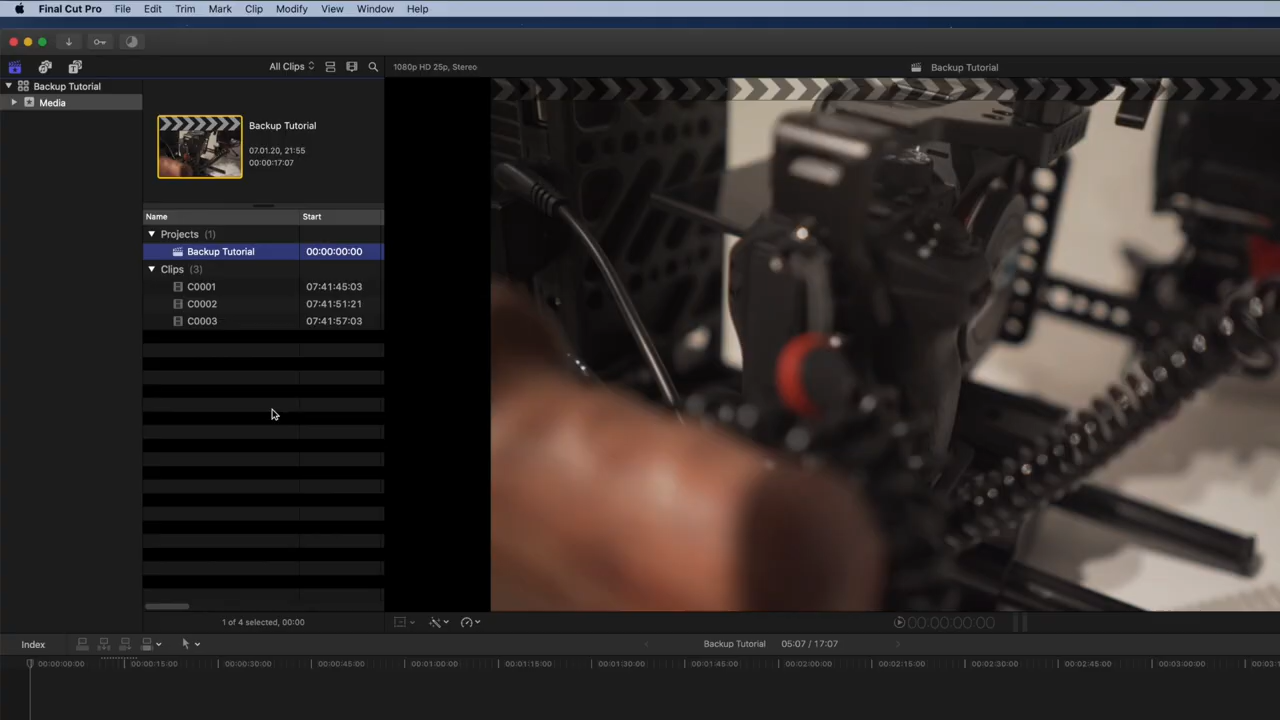 Final Cut Pro File Edit Trim Mark Clip Modify View Window Help
All Clips
1080p HD 25p, Stereo
Backup Tutorial
Backup Tutorial
Media
Backup Tutorial
07.01.20, 21:55
00:00:17:07
Name Start
Projects (1)
Backup Tutorial 00:00:00:00
Clips (3)
C0001 07:41:45:03
C0002 07:41:51:21
C0003 07:41:57:03
1 of 4 selected, 00:00
00:00:00:00
Index
Backup Tutorial 05:07 / 17:07
00:00:00:00 00:00:15:00 00:00:30:00 00:00:45:00 00:01:00:00 00:01:15:00 00:01:30:00 00:01:45:00 00:02:00:00 00:02:15:00 00:02:30:00 00:02:45:00 00:03:00:00